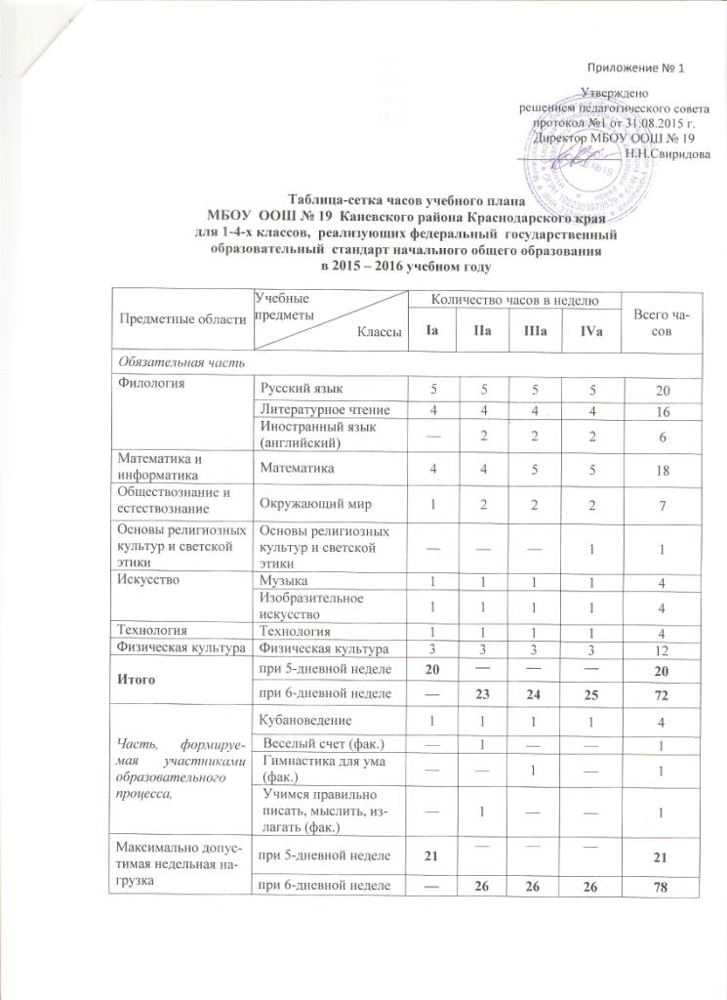 Приложение № 1
Утверждено
решением педагогического совета
протокол №1 от 31.08.2015 г.
Директор МБОУ ООШ № 19
Н.Н.Свиридова
Таблица-сетка часов учебного плана
МБОУ ООШ № 19 Каневского района Краснодарского края
для 1-4-х классов, реализующих федеральный государственный
образовательный стандарт начального общего образования
в 2015 – 2016 учебном году
Предметные области
Учебные
предметы
Классы
Количество часов в неделю
Всего ча-
сов
Iа IIа IIIа IVа
Обязательная часть
Филология
Русский язык 5 5 5 5 20
Литературное чтение 4 4 4 4 16
Иностранный язык
(английский) — 2 2 2 6
Математика и
информатика
Математика 4 4 5 5 18
Обществознание и
естествознание
Окружающий мир 1 2 2 2 7
Основы религиозных
культур и светской
этики
Основы религиозных
культур и светской
этики
— — — 1 1
Искусство
Музыка 1 1 1 1 4
Изобразительное
искусство 1 1 1 1 4
Технология Технология 1 1 1 1 4
Физическая культура Физическая культура 3 3 3 3 12
Итого
при 5-дневной неделе 20 — — — 20
при 6-дневной неделе — 23 24 25 72
Часть, формируе-
мая участниками
образовательного
процесса,
Кубановедение 1 1 1 1 4
Веселый счет (фак.) — 1 — — 1
Гимнастика для ума
(фак.) — — 1 — 1
Учимся правильно
писать, мыслить, из-
лагать (фак.) — 1 — — 1
Максимально допус-
тимая недельная на-
грузка
при 5-дневной неделе 21 — — — 21
при 6-дневной неделе — 26 26 26 78